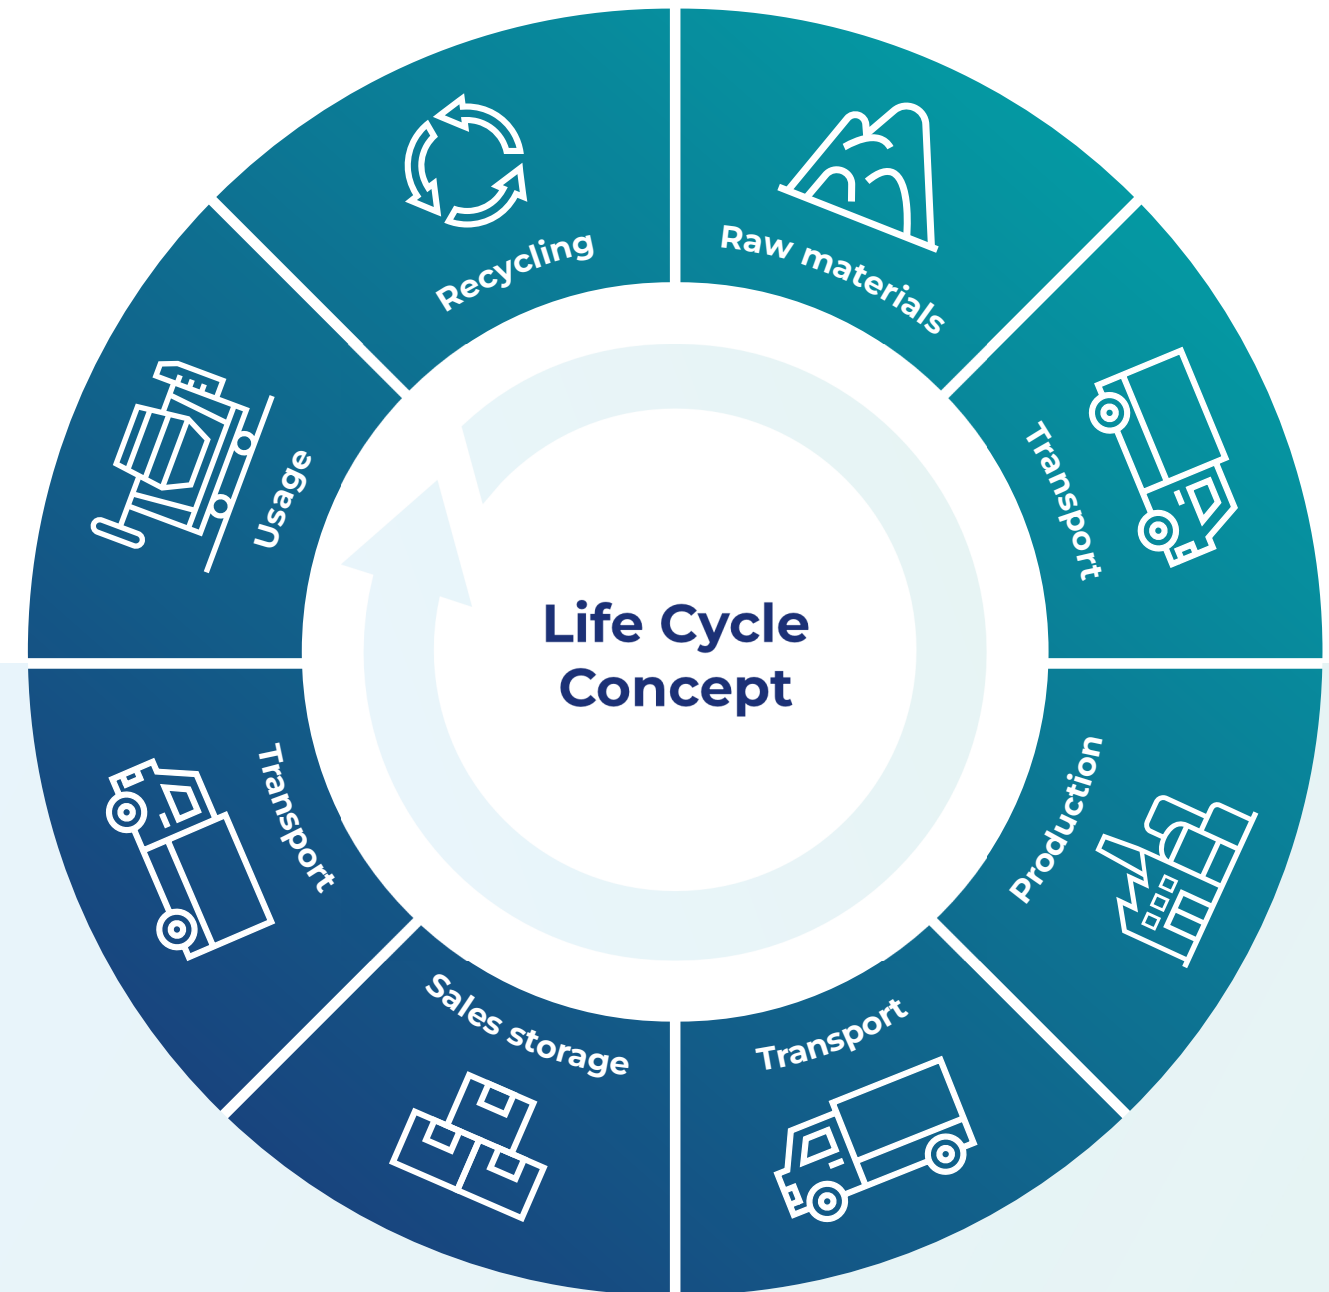 Life Cycle
Concept
Raw materials
Transport
Production
Transport
Sales storage
Transport
Usage
Recycling